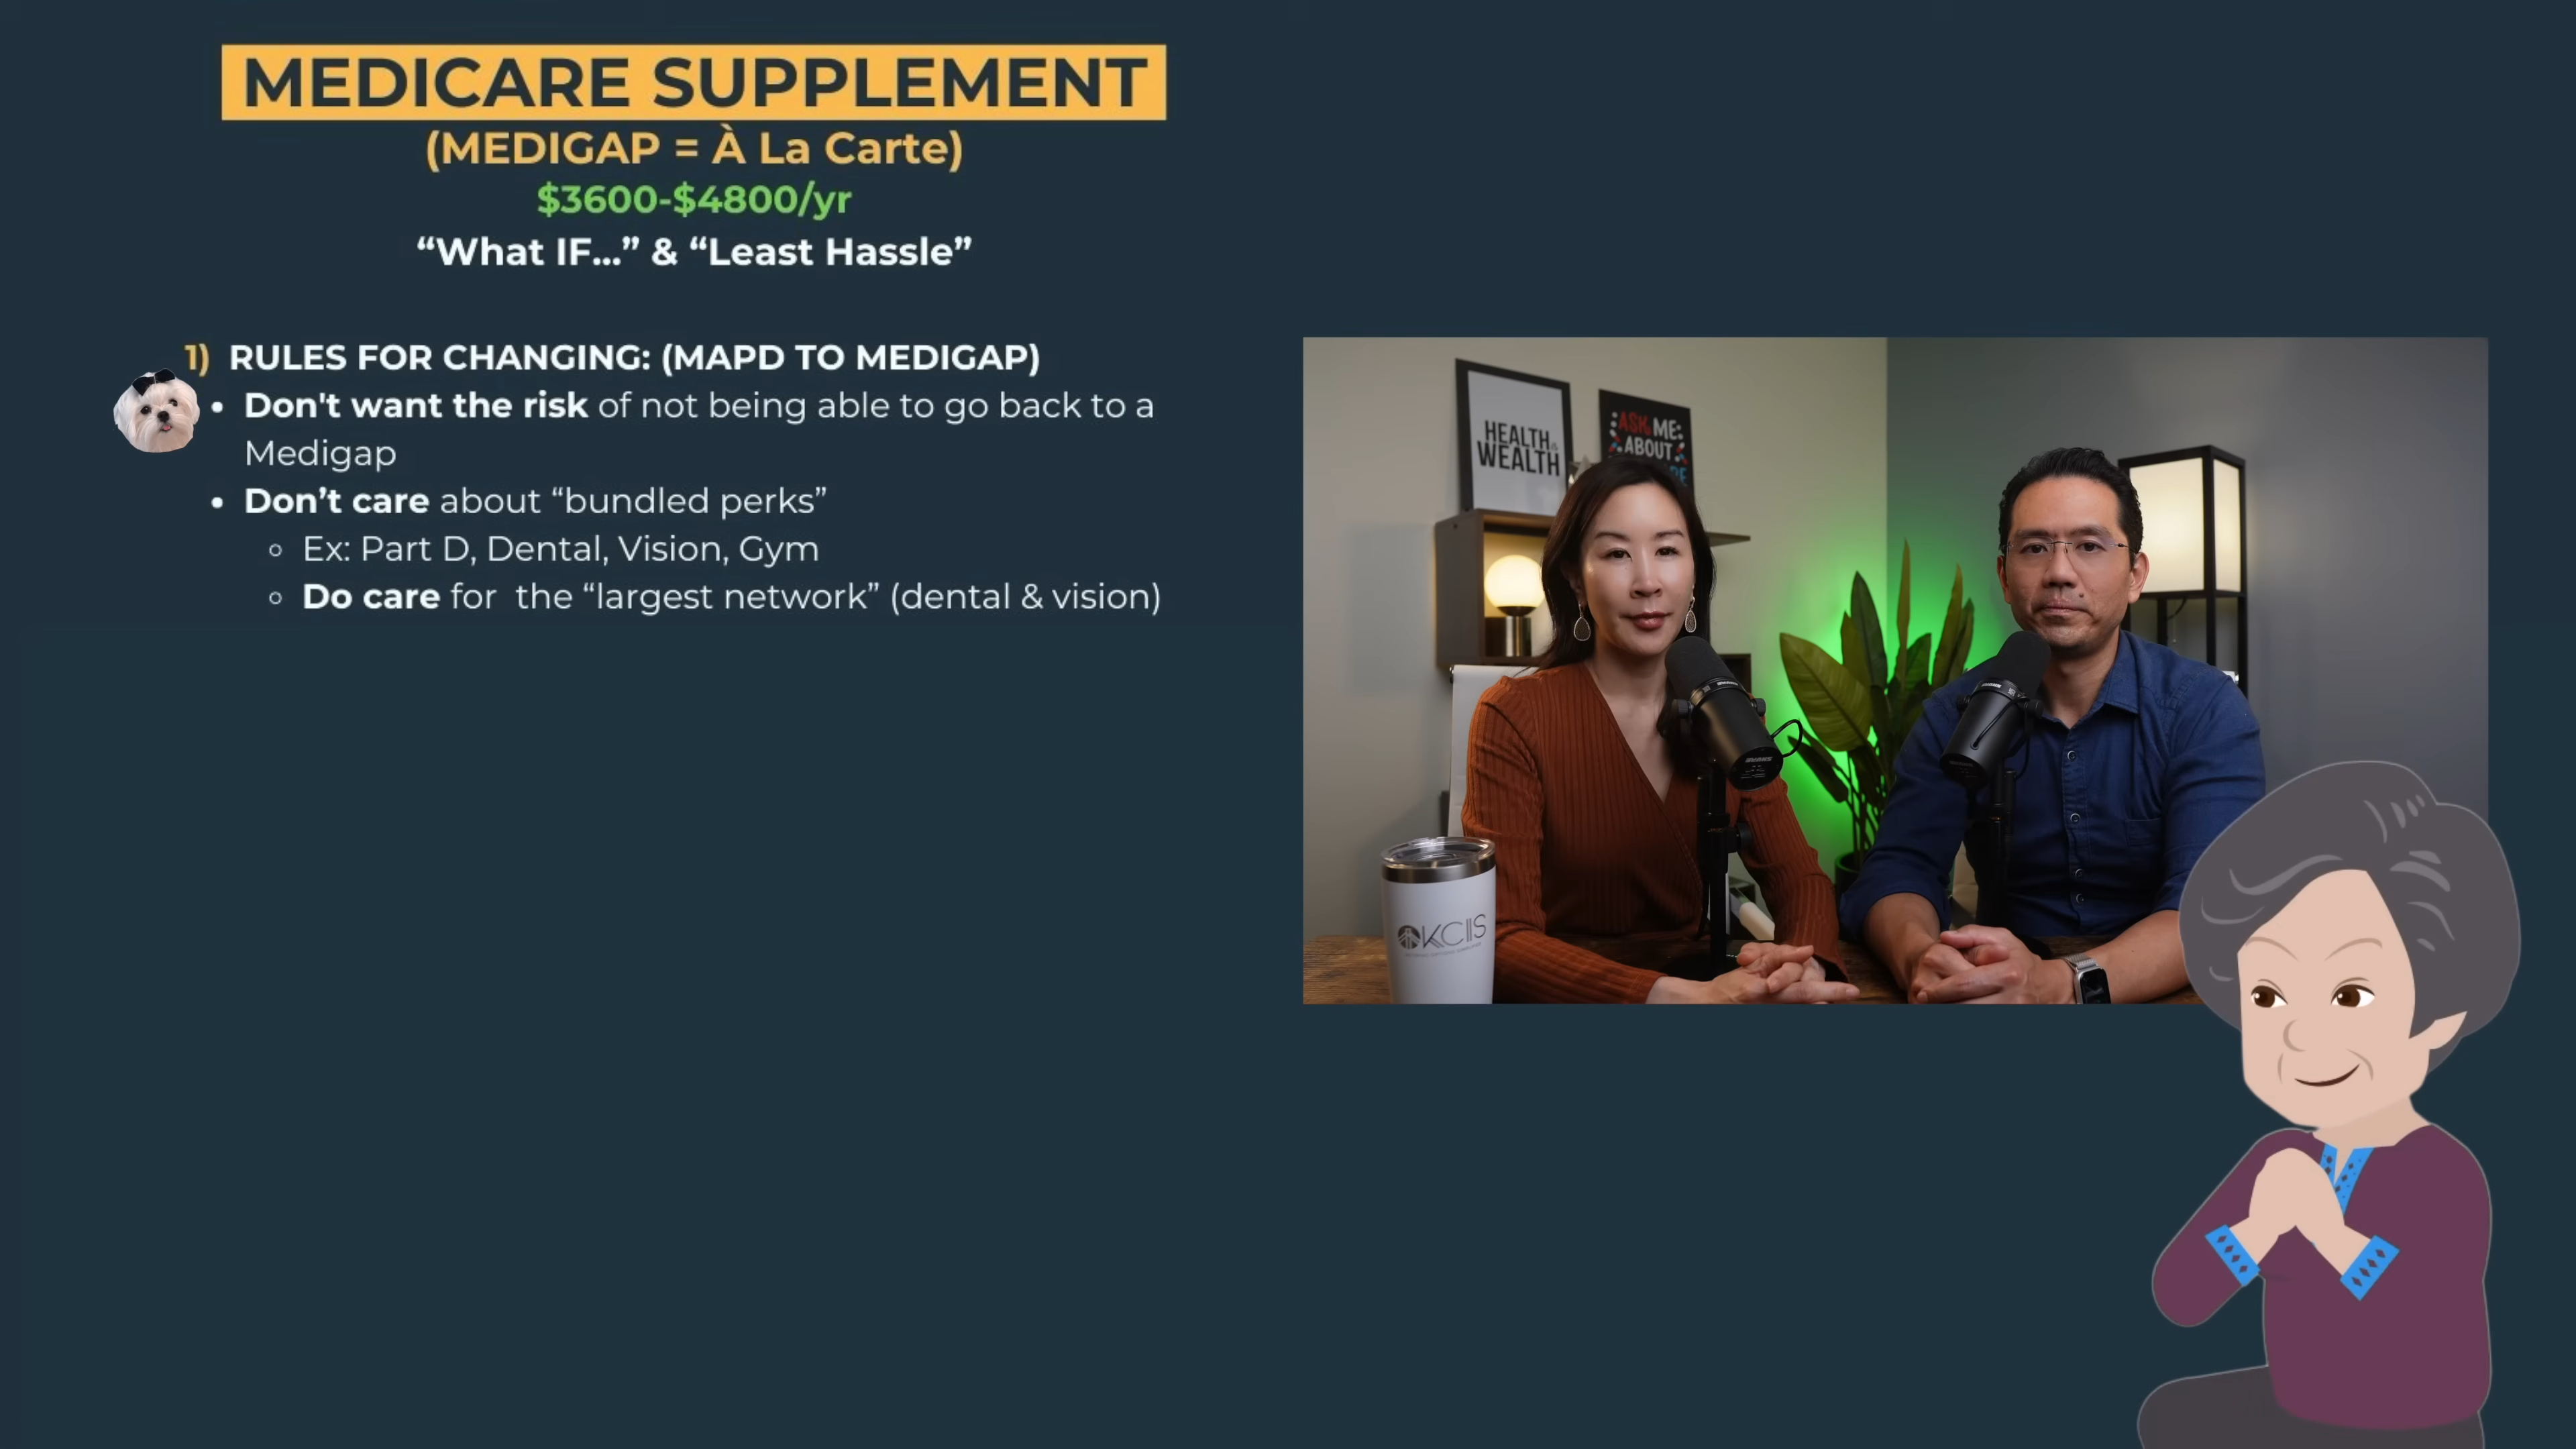 MEDICARE SUPPLEMENT
(MEDIGAP = À La Carte)
$3600-$4800/yr
“What IF...” & “Least Hassle”
1) RULES FOR CHANGING: (MAPD TO MEDIGAP)
• Don't want the risk of not being able to go back to a
Medigap
• Don’t care about “bundled perks”
◦ Ex: Part D, Dental, Vision, Gym
◦ Do care for the “largest network” (dental & vision)
HEALTH &
WEALTH
ASK ME
ABOUT
KCIIS